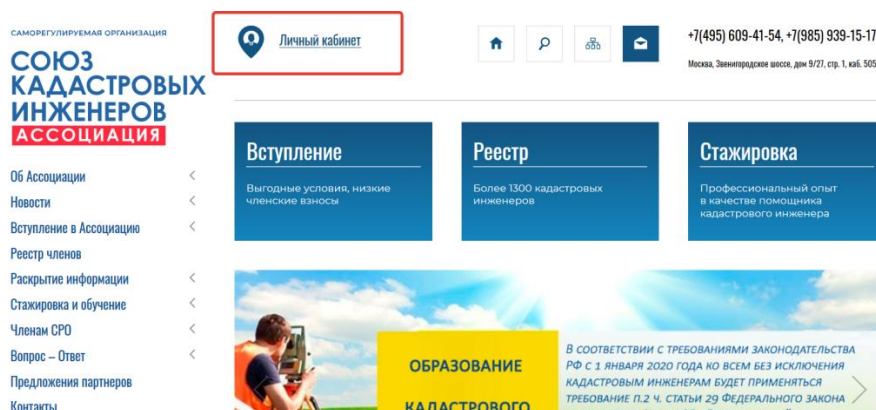 САМОРЕГУЛИРУЕМАЯ ОРГАНИЗАЦИЯ
СОЮЗ
КАДАСТРОВЫХ
ИНЖЕНЕРОВ
АССОЦИАЦИЯ
Личный кабинет
+7(495) 609-41-54, +7(985) 939-15-17
Москва, Звенигородское шоссе, дом 9/27, стр. 1, каб. 505
Об Ассоциации
Новости
Вступление в Ассоциацию
Реестр членов
Раскрытие информации
Стажировка и обучение
Членам СРО
Вопрос – Ответ
Предложения партнеров
Контакты
Вступление
Выгодные условия, низкие
членские взносы
Реестр
Более 1300 кадастровых
инженеров
Стажировка
Профессиональный опыт
в качестве помощника
кадастрового инженера
ОБРАЗОВАНИЕ
КАДАСТРОВОГО
В СООТВЕТСТВИИ С ТРЕБОВАНИЯМИ ЗАКОНОДАТЕЛЬСТВА
РФ С 1 ЯНВАРЯ 2020 ГОДА КО ВСЕМ БЕЗ ИСКЛЮЧЕНИЯ
КАДАСТРОВЫМ ИНЖЕНЕРАМ БУДЕТ ПРИМЕНЯТЬСЯ
ТРЕБОВАНИЕ П.2 Ч. СТАТЬИ 29 ФЕДЕРАЛЬНОГО ЗАКОНА